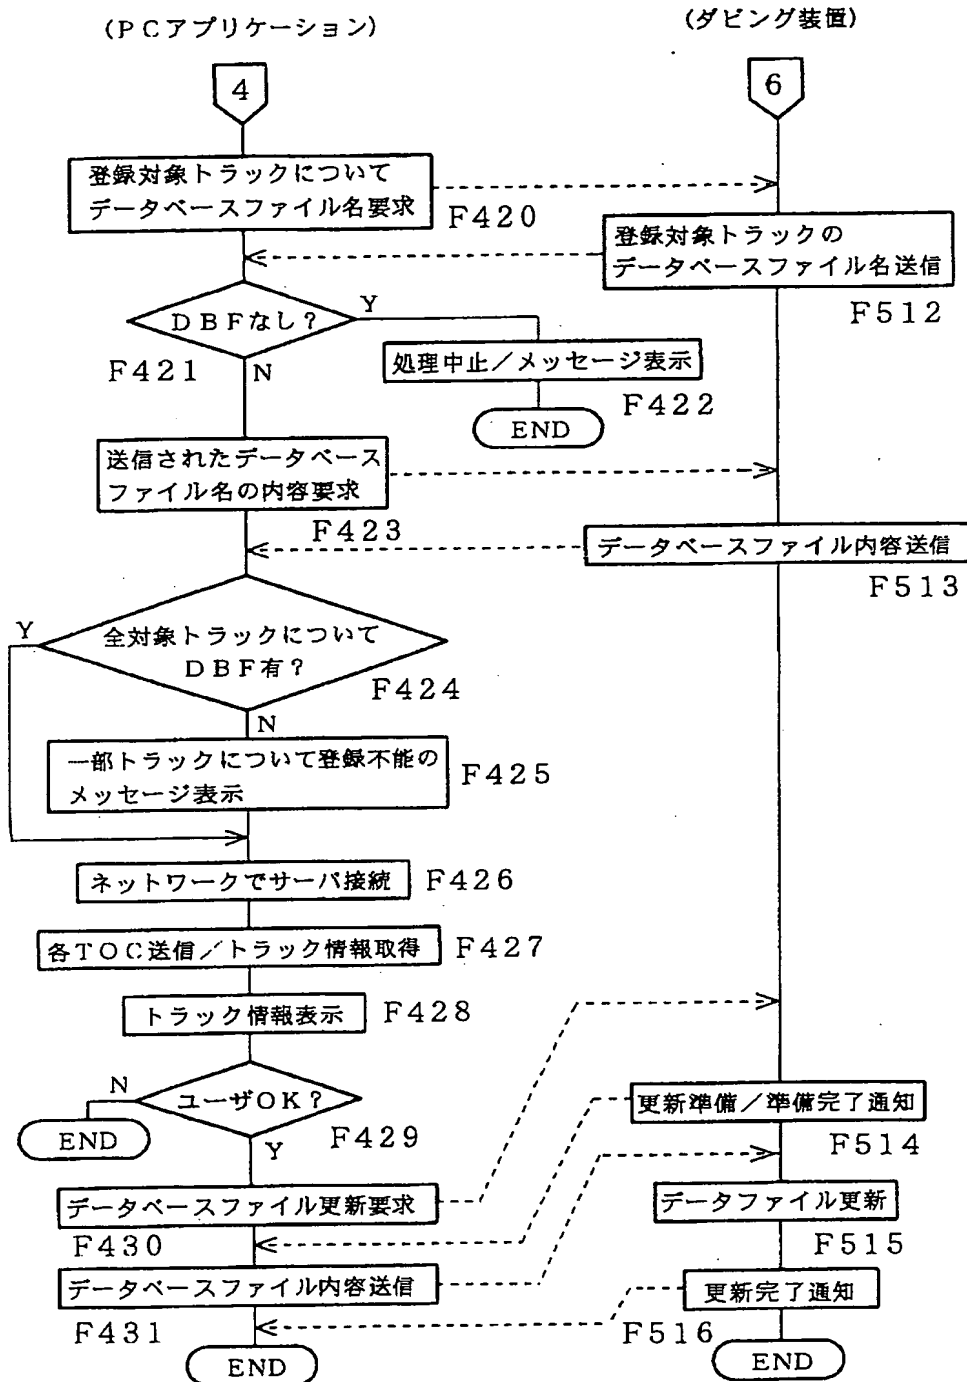 (PCアプリケーション)
(ダビング装置)
4
6
登録対象トラックについて
データベースファイル名要求
F420
登録対象トラックの
データベースファイル名送信
F512
DBFなし?
Y
F421
N
処理中止/メッセージ表示
F422
END
送信されたデータベース
ファイル名の内容要求
F423
データベースファイル内容送信
F513
Y
全対象トラックについて
DBF有?
F424
N
一部トラックについて登録不能の
メッセージ表示
F425
ネットワークでサーバ接続
F426
各TOC送信/トラック情報取得
F427
トラック情報表示
F428
N
ユーザOK?
END
F429
Y
更新準備/準備完了通知
F514
データベースファイル更新要求
F430
データファイル更新
F515
データベースファイル内容送信
F431
更新完了通知
F516
END
END